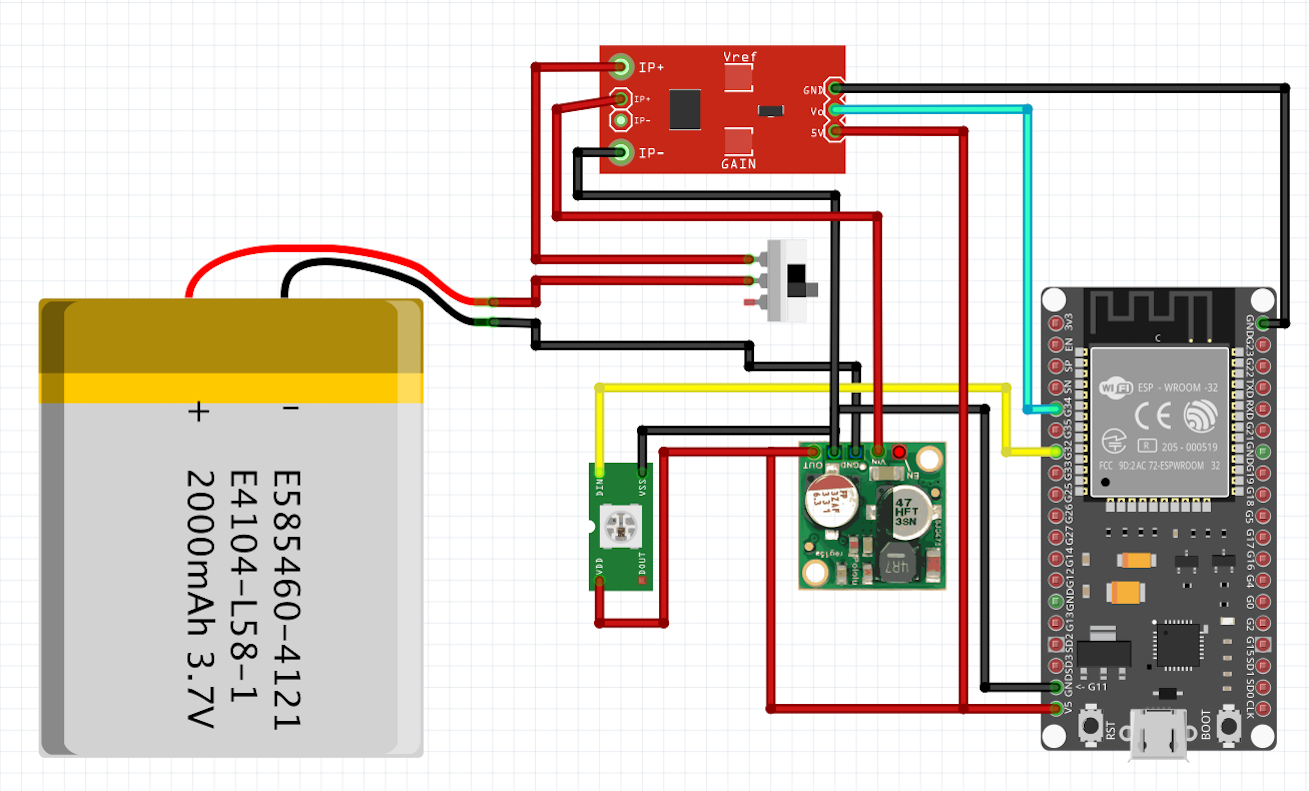 Vref
IP+
IP+
IP-
IP-
GND
Vo
5V
GAIN
+
-
E585460-4121
E4104-L58-1
2000mAh 3.7V
DIN
VSS
VDD
DOUT
OUT
GND
VIN
EN
47
HFT
3SN
4R7
reg15a
Pololu
3v3
EN
SP
SN
G34
G35
G32
G33
G25
G26
G27
G14
G12
GND
G13
SD2
SD3
GND
<- G11
V5
C
WiFi
ESP - WROOM -32
CE
R
205 - 000519
FCC 9D:2AC 72-ESPWROOM 32
GND
G23
G22
TXD
RXD
G21
GND
G19
G18
G5
G17
G16
G4
G0
G2
G15
SD1
SD0
CLK
RST
BOOT